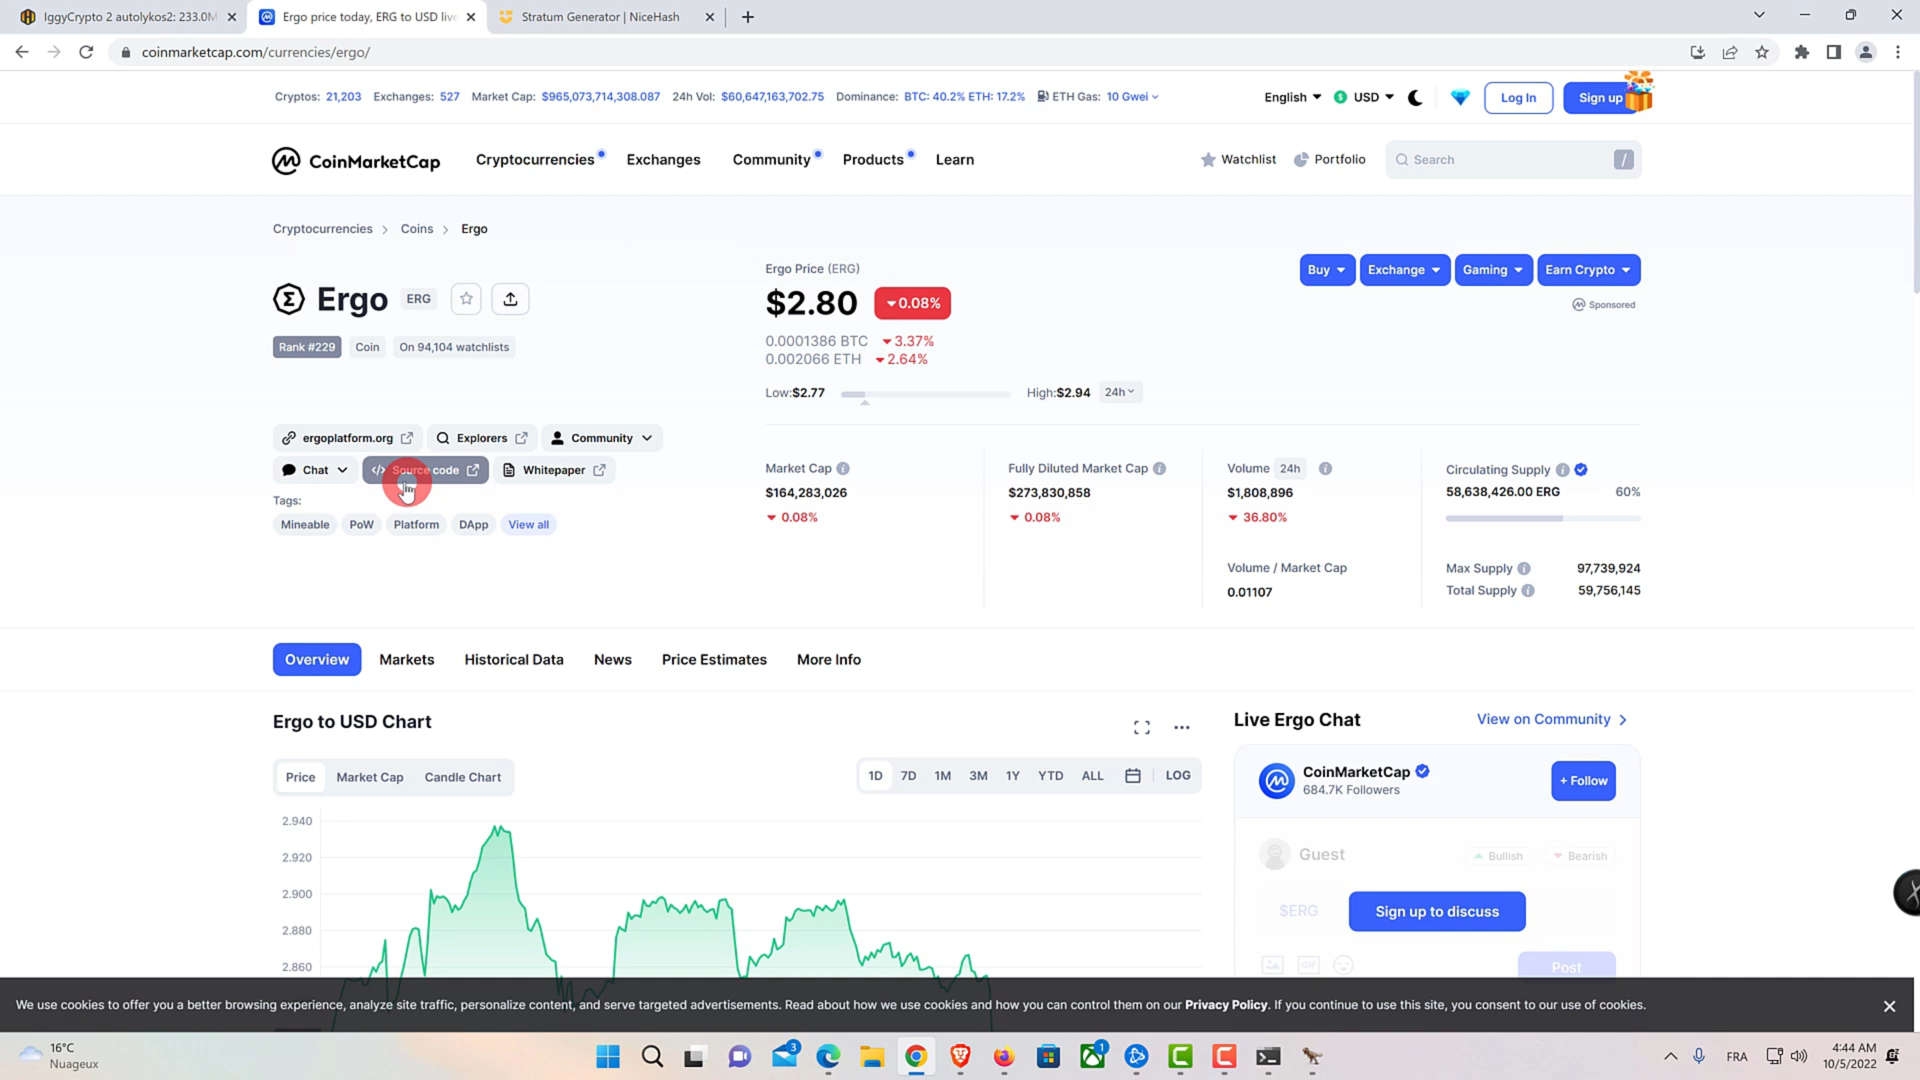 IggyCrypto 2 autolykos2: 233.0M
Ergo price today, ERG to USD live
Stratum Generator | NiceHash
coinmarketcap.com/currencies/ergo/
Cryptos: 21,203 Exchanges: 527 Market Cap: $965,073,714,308.087 24h Vol: $60,647,163,702.75 Dominance: BTC: 40.2% ETH: 17.2% ETH Gas: 10 Gwei
English USD Log In Sign up
CoinMarketCap Cryptocurrencies Exchanges Community Products Learn Watchlist Portfolio Search /
Cryptocurrencies > Coins > Ergo
Ergo Price (ERG)
Buy Exchange Gaming Earn Crypto
Ergo ERG
$2.80 0.08%
Sponsored
Rank #229 Coin On 94,104 watchlists
0.0001386 BTC 3.37%
0.002066 ETH 2.64%
Low:$2.77 High:$2.94 24h
ergoplatform.org Explorers Community
Chat Source code Whitepaper
Tags:
Mineable PoW Platform DApp View all
Market Cap
$164,283,026
0.08%
Fully Diluted Market Cap
$273,830,858
0.08%
Volume 24h
$1,808,896
36.80%
Volume / Market Cap
0.01107
Circulating Supply
58,638,426.00 ERG 60%
Max Supply 97,739,924
Total Supply 59,756,145
Overview Markets Historical Data News Price Estimates More Info
Ergo to USD Chart
Price Market Cap Candle Chart
1D 7D 1M 3M 1Y YTD ALL LOG
2.940
2.920
2.900
2.880
2.860
Live Ergo Chat View on Community >
CoinMarketCap
684.7K Followers
+ Follow
Guest Bullish Bearish
$ERG
Sign up to discuss
GIF
Post
We use cookies to offer you a better browsing experience, analyze site traffic, personalize content, and serve targeted advertisements. Read about how we use cookies and how you can control them on our Privacy Policy. If you continue to use this site, you consent to our use of cookies.
16°C
Nuageux
3
1
FRA
4:44 AM
10/5/2022